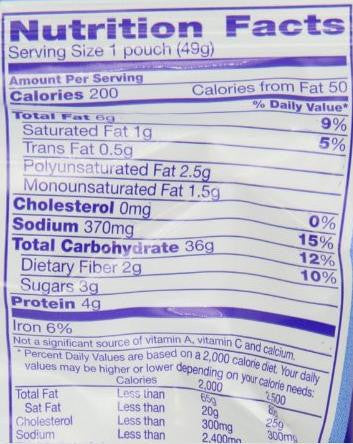 Nutrition Facts
Serving Size 1 pouch (49g)
Amount Per Serving
Calories 200 Calories from Fat 50
% Daily Value*
Total Fat 6g 9%
Saturated Fat 1g 5%
Trans Fat 0.5g
Polyunsaturated Fat 2.5g
Monounsaturated Fat 1.5g
Cholesterol 0mg 0%
Sodium 370mg 15%
Total Carbohydrate 36g 12%
Dietary Fiber 2g 10%
Sugars 3g
Protein 4g
Iron 6%
Not a significant source of vitamin A, vitamin C and calcium.
* Percent Daily Values are based on a 2,000 calorie diet. Your daily
values may be higher or lower depending on your calorie needs:
Calories 2,000 2,500
Total Fat Less than 65g
Sat Fat Less than 20g 25g
Cholesterol Less than 300mg 300mg
Sodium Less than 2,400mg